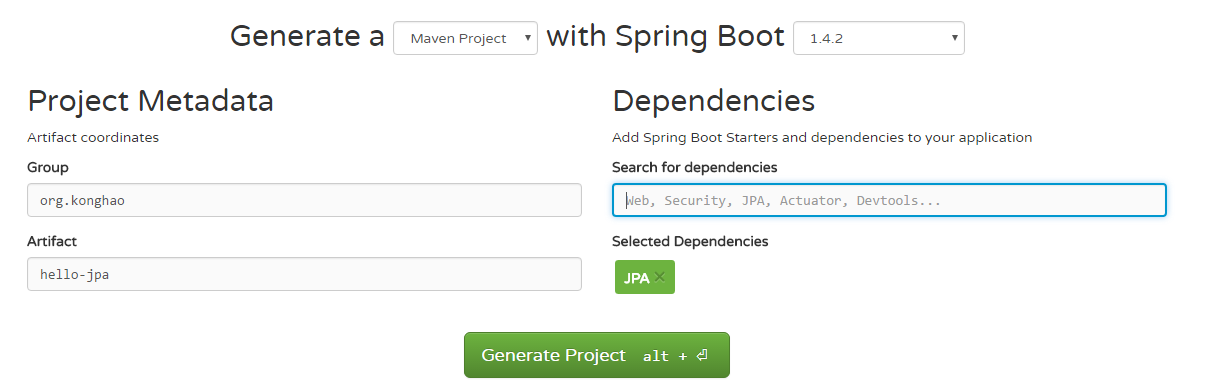 Generate a Maven Project with Spring Boot 1.4.2
Project Metadata
Artifact coordinates
Group
org.konghao
Artifact
hello-jpa
Dependencies
Add Spring Boot Starters and dependencies to your application
Search for dependencies
Web, Security, JPA, Actuator, Devtools...
Selected Dependencies
JPA ×
Generate Project alt + ⏎